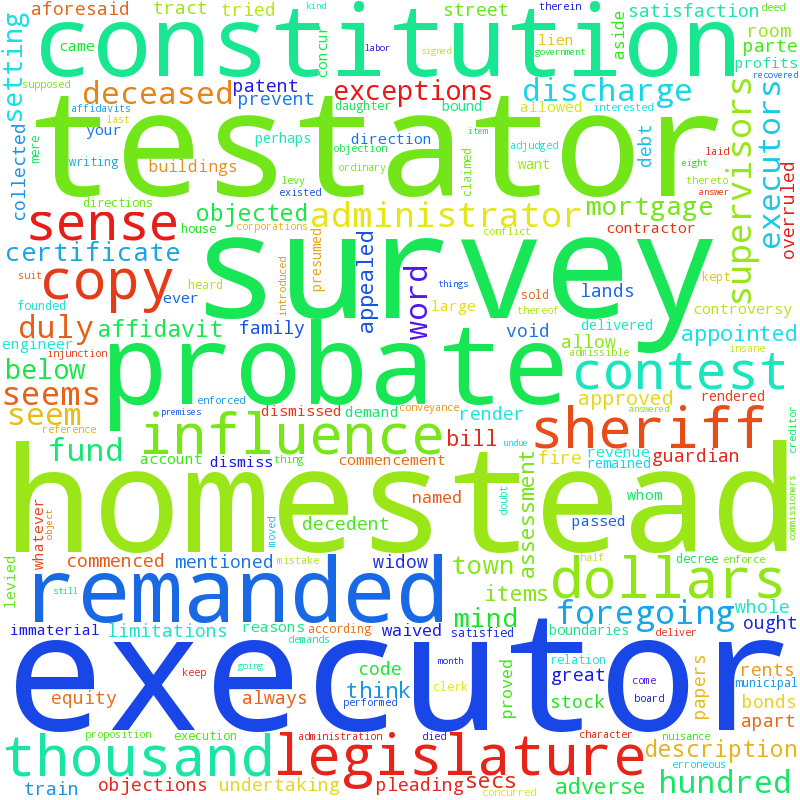 aforesaid tract tried street therein kind satisfaction deed
constitution
setting came concur labor signed government lien aside room parte profits
supposed deceased patent exceptions discharge recovered
affidavits prevent daughter bound allowed interested supervisors executors
testator
last your perhaps direction item adjudged debt
collected mere writing buildings objection ordinary claimed want laid eight thereto answer overruled
directions levy existed
sense house objected administrator mortgage
corporations presumed conflict contractor
certificate appealed word survey
copy suit ever heard introduced things sold lands kept
founded large thereof controversy
duly affidavit family void delivered appointed
engineer probate allow
injunction admissible insane
below contest
seems enforced approved rendered
premises dismissed demand conveyance render answered creditor
seem reference influence sheriff
fund bill undue revenue
account dismiss thing commencement fire remained guardian
homestead
named assessment whom commissioners
whatever object decedent doubt passed
moved
levied commenced mentioned mistake widow town half decree enforce
remanded still items dollars
immaterial limitations reasons according waived satisfied mind foregoing whole ought
demands boundaries deliver
executor
keep going month relation come municipal
equity always code think clerk proved great stock board papers rents bonds
performed apart
proposition execution administration died character nuisance
thousand legislature description
erroneous
train objections undertaking pleading secs concurred adverse hundred